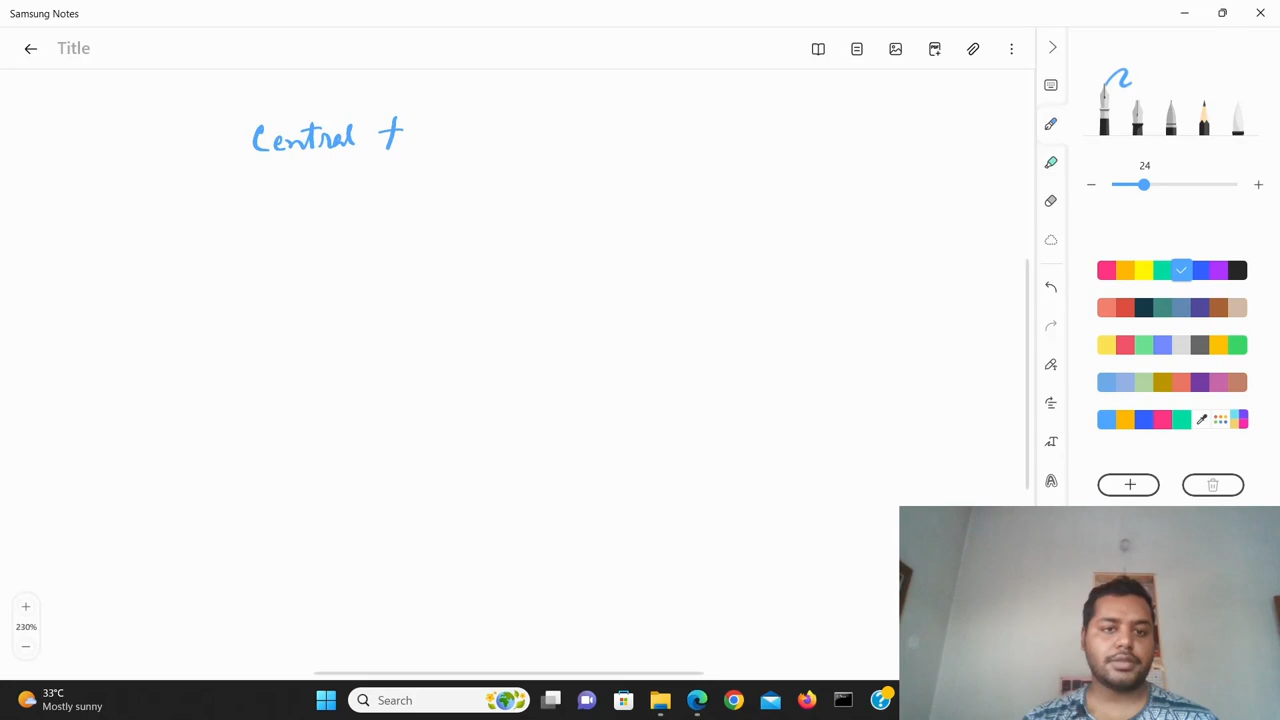 Samsung Notes
Title
Central t
24
230%
33°C
Mostly sunny
Search